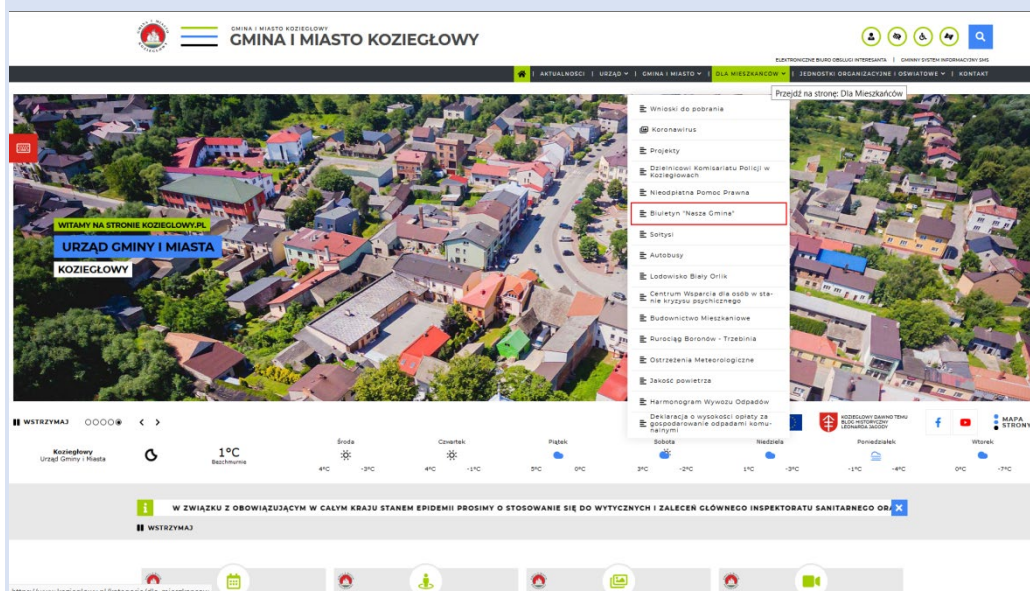 GMINA I MIASTO KOZIEGŁOWY
GMINA I MIASTO KOZIEGŁOWY
ELEKTRONICZNE BIURO OBSŁUGI INTERESANTA | GMINNY SYSTEM INFORMACYJNY SMS
| AKTUALNOŚCI | URZĄD | GMINA I MIASTO | DLA MIESZKAŃCÓW | JEDNOSTKI ORGANIZACYJNE I OŚWIATOWE | KONTAKT
Przejdź na stronę: Dla Mieszkańców
Wnioski do pobrania
Koronawirus
Projekty
Dzielnicowi Komisariatu Policji w
Koziegłowach
Nieodpłatna Pomoc Prawna
Biuletyn "Nasza Gmina"
Sołtysi
Autobusy
Lodowisko Biały Orlik
Centrum Wsparcia dla osób w sta-
nie kryzysu psychicznego
Budownictwo Mieszkaniowe
Rurociąg Boronów - Trzebinia
Ostrzeżenia Meteorologiczne
Jakość powietrza
Harmonogram Wywozu Odpadów
Deklaracja o wysokości opłaty za
gospodarowanie odpadami komu-
nalnymi
WITAMY NA STRONIE KOZIEGLOWY.PL
URZĄD GMINY I MIASTA
KOZIEGŁOWY
WSTRZYMAJ
KOZIEGŁOWY DAWNO TEMU
BLOG HISTORYCZNY
LEONARDA JAGODY
MAPA
STRONY
Koziegłowy
Urząd Gminy i Miasta
1°C
Bezchmurnie
Środa Czwartek Piątek Sobota Niedziela Poniedziałek Wtorek
4°C -3°C 4°C -1°C 5°C 0°C 3°C -2°C 1°C -3°C -1°C -4°C 0°C -7°C
W ZWIĄZKU Z OBOWIĄZUJĄCYM W CAŁYM KRAJU STANEM EPIDEMII PROSIMY O STOSOWANIE SIĘ DO WYTYCZNYCH I ZALECEŃ GŁÓWNEGO INSPEKTORATU SANITARNEGO ORA
WSTRZYMAJ